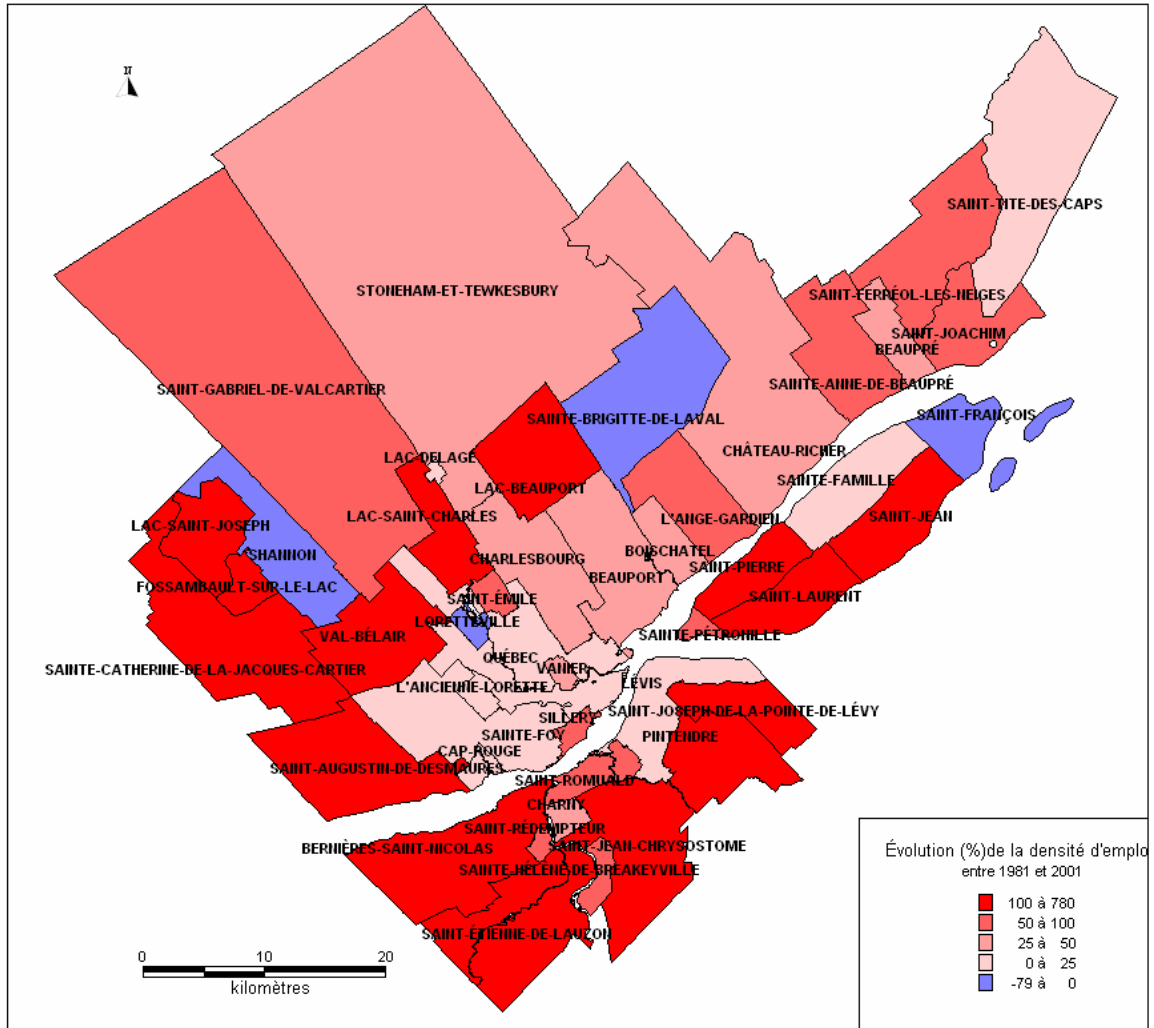 N
SAINT-TITE-DES-CAPS
STONEHAM-ET-TEWKESBURY
SAINT-FERRÉOL-LES-NEIGES
SAINT-JOACHIM
BEAUPRÉ
SAINT-GABRIEL-DE-VALCARTIER
SAINTE-ANNE-DE-BEAUPRÉ
SAINTE-BRIGITTE-DE-LAVAL
SAINT-FRANÇOIS
CHÂTEAU-RICHER
LAC-DELAGE
SAINTE-FAMILLE
LAC-BEAUPORT
LAC-SAINT-CHARLES
L'ANGE-GARDIEN
SAINT-JEAN
LAC-SAINT-JOSEPH
SHANNON
CHARLESBOURG
BOISCHATEL
BEAUPORT
SAINT-PIERRE
FOSSAMBAULT-SUR-LE-LAC
SAINT-ÉMILE
SAINT-LAURENT
LORETTEVILLE
VAL-BÉLAIR
SAINTE-PÉTRONILLE
QUÉBEC
VANIER
SAINTE-CATHERINE-DE-LA-JACQUES-CARTIER
L'ANCIENNE-LORETTE
LÉVIS
SAINT-JOSEPH-DE-LA-POINTE-DE-LÉVY
SILLERY
SAINTE-FOY
PINTENDRE
CAP-ROUGE
SAINT-AUGUSTIN-DE-DESMAURES
SAINT-ROMUALD
CHARNY
SAINT-RÉDEMPTEUR
BERNIÈRES-SAINT-NICOLAS
SAINT-JEAN-CHRYSOSTOME
SAINTE-HÉLÈNE-DE-BREAKEYVILLE
SAINT-ÉTIENNE-DE-LAUZON
0 10 20
kilomètres
Évolution (%)de la densité d'emplo
entre 1981 et 2001
100 à 780
50 à 100
25 à 50
0 à 25
-79 à 0